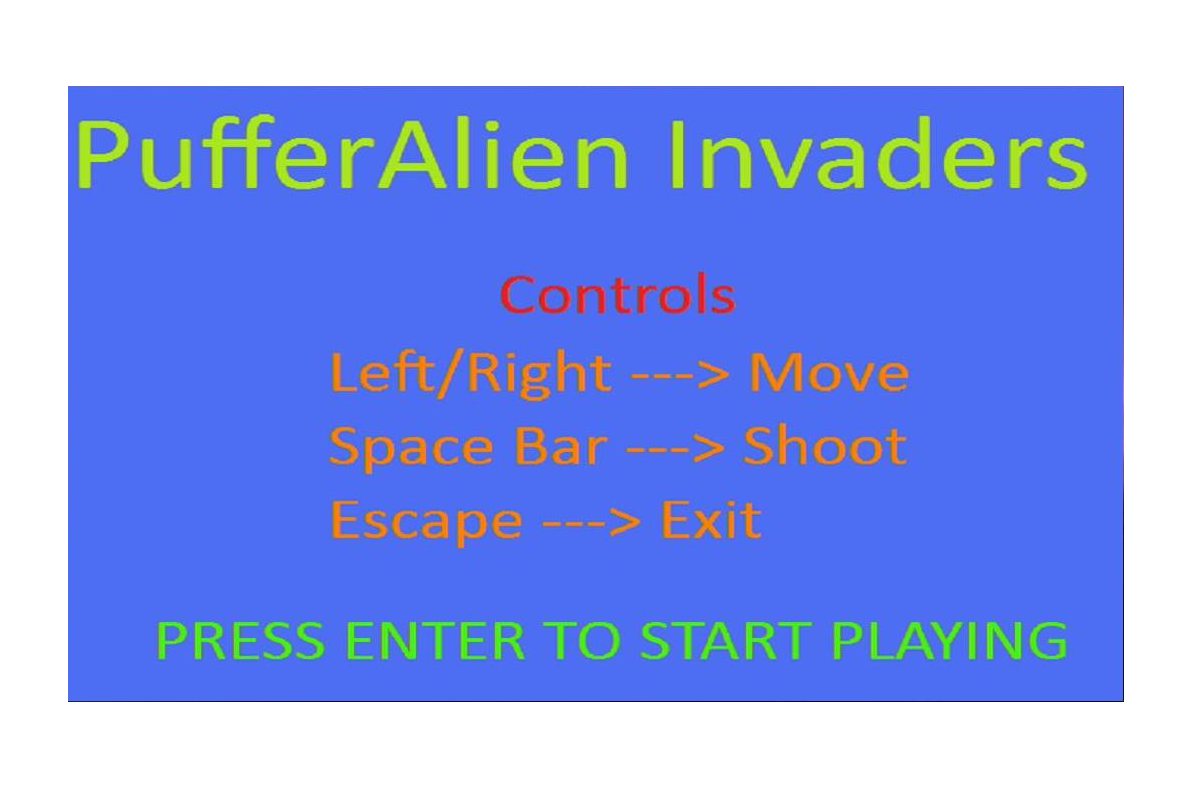 PufferAlien Invaders
Controls
Left/Right ---> Move
Space Bar ---> Shoot
Escape ---> Exit
PRESS ENTER TO START PLAYING